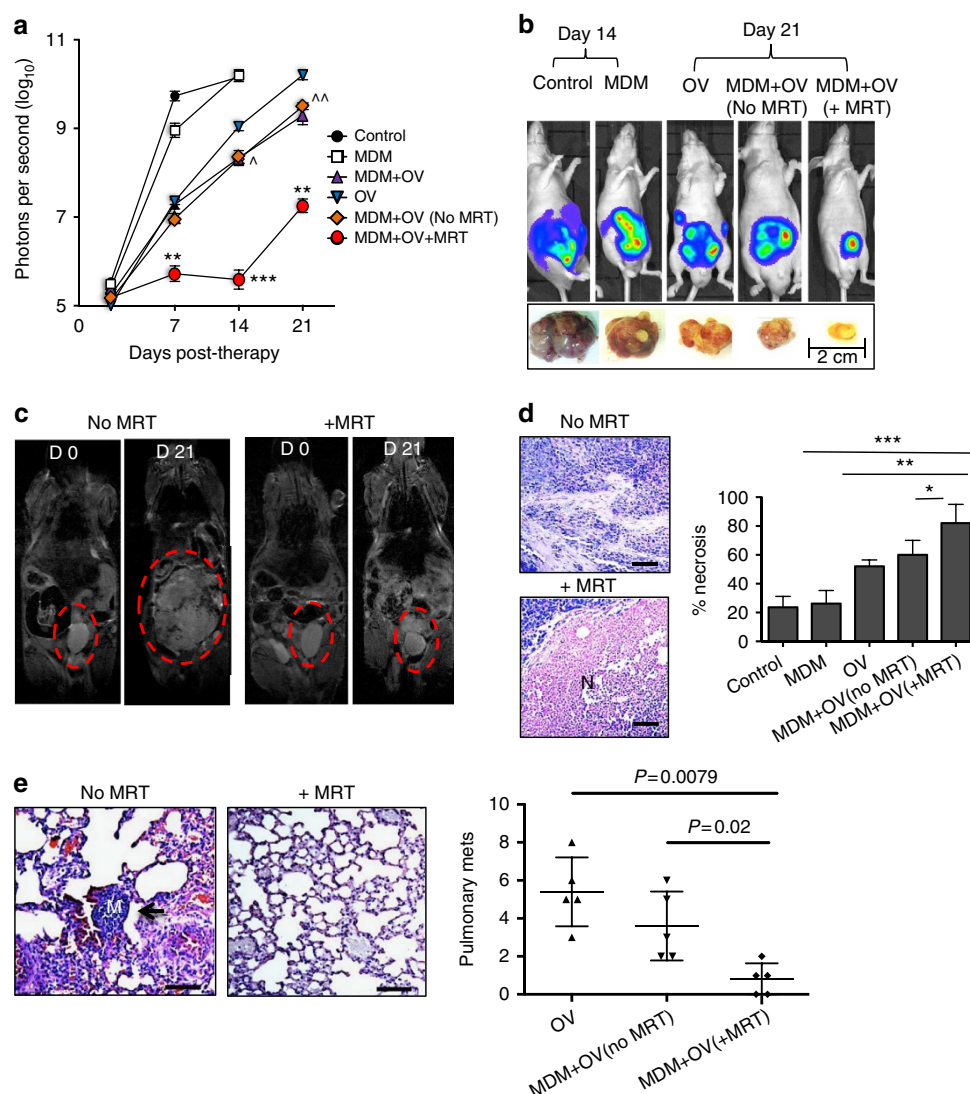 a
Photons per second (log10)
11
9
7
5
0
7
14
21
Days post-therapy
^^
^
**
***
**
Control
MDM
MDM+OV
OV
MDM+OV (No MRT)
MDM+OV+MRT
b
Day 14
Day 21
Control
MDM
OV
MDM+OV
(No MRT)
MDM+OV
(+ MRT)
2 cm
c
No MRT
+MRT
D 0
D 21
D 0
D 21
d
No MRT
+ MRT
N
***
**
*
% necrosis
100
80
60
40
20
0
Control
MDM
OV
MDM+OV(no MRT)
MDM+OV(+MRT)
e
No MRT
+ MRT
M
P=0.0079
P=0.02
Pulmonary mets
10
8
6
4
2
0
OV
MDM+OV(no MRT)
MDM+OV(+MRT)